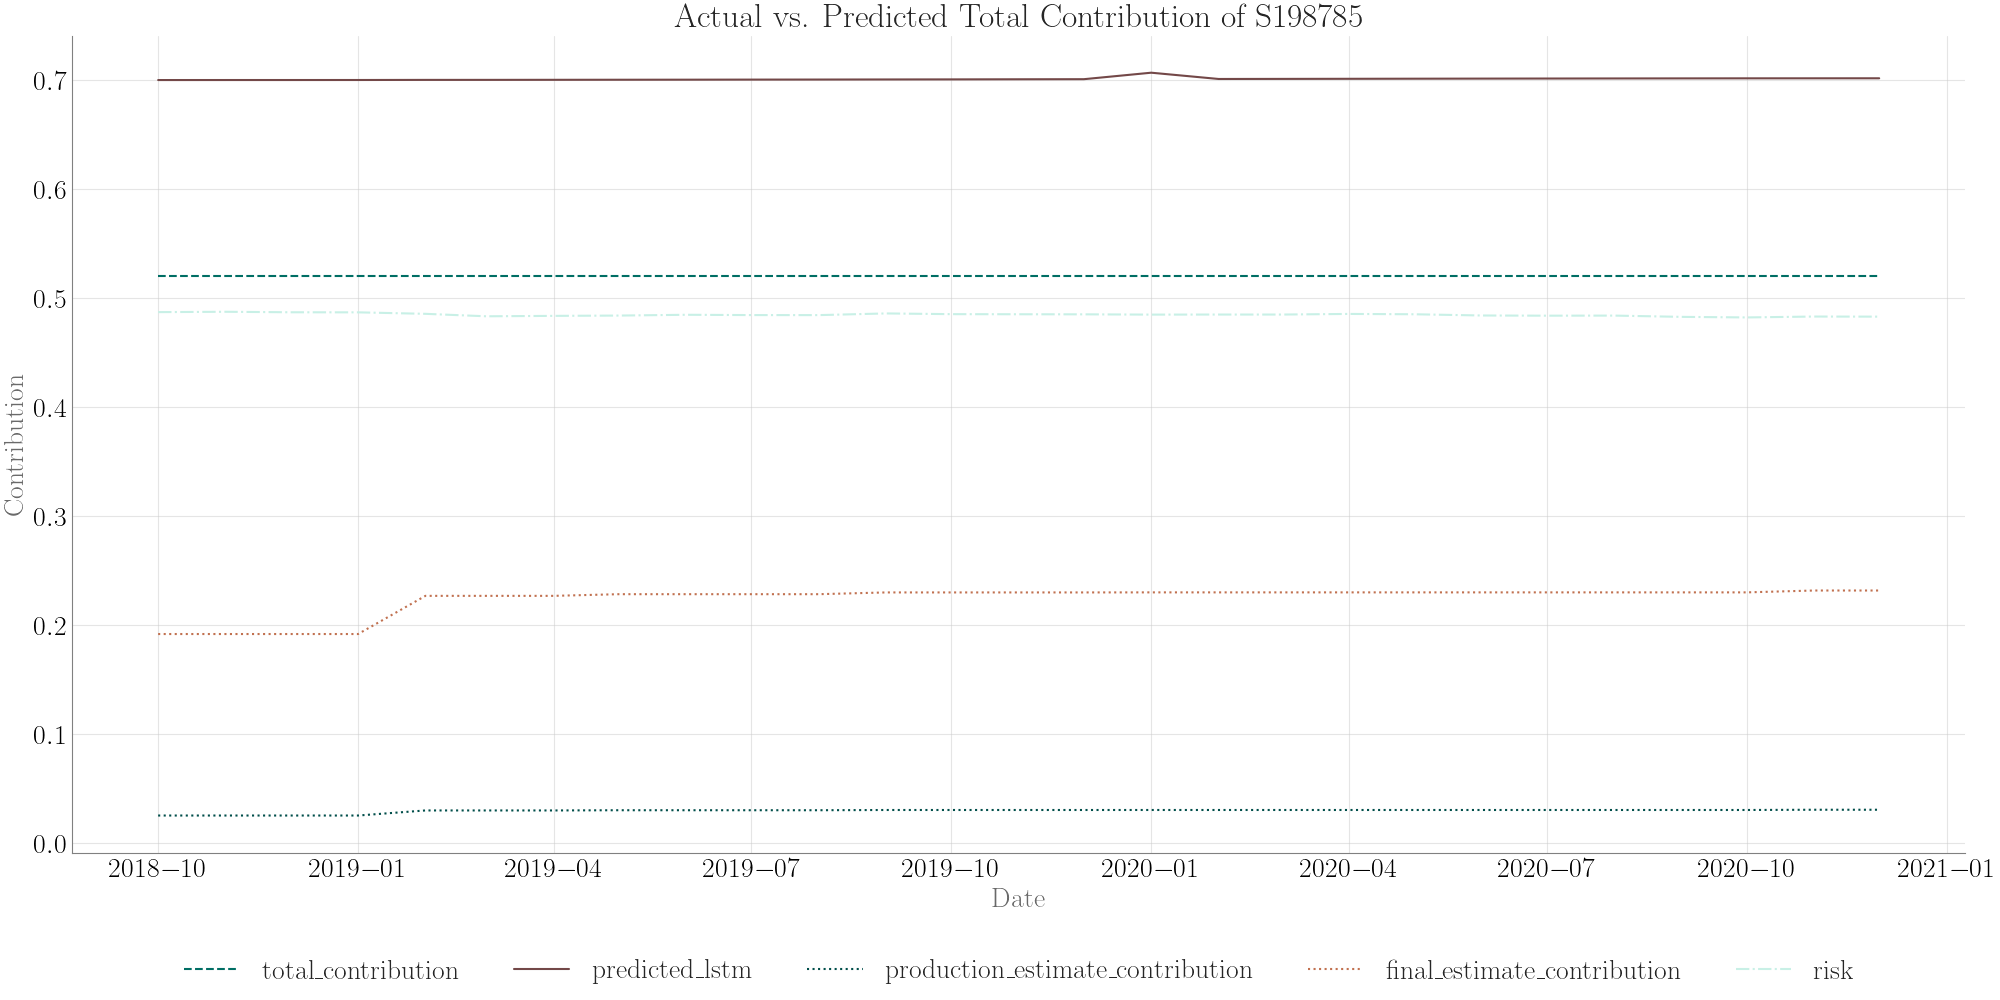 Actual vs. Predicted Total Contribution of S198785
Contribution
0.7
0.6
0.5
0.4
0.3
0.2
0.1
0.0
2018–10 2019–01 2019–04 2019–07 2019–10 2020–01 2020–04 2020–07 2020–10 2021–01
Date
total_contribution predicted_lstm production_estimate_contribution final_estimate_contribution risk